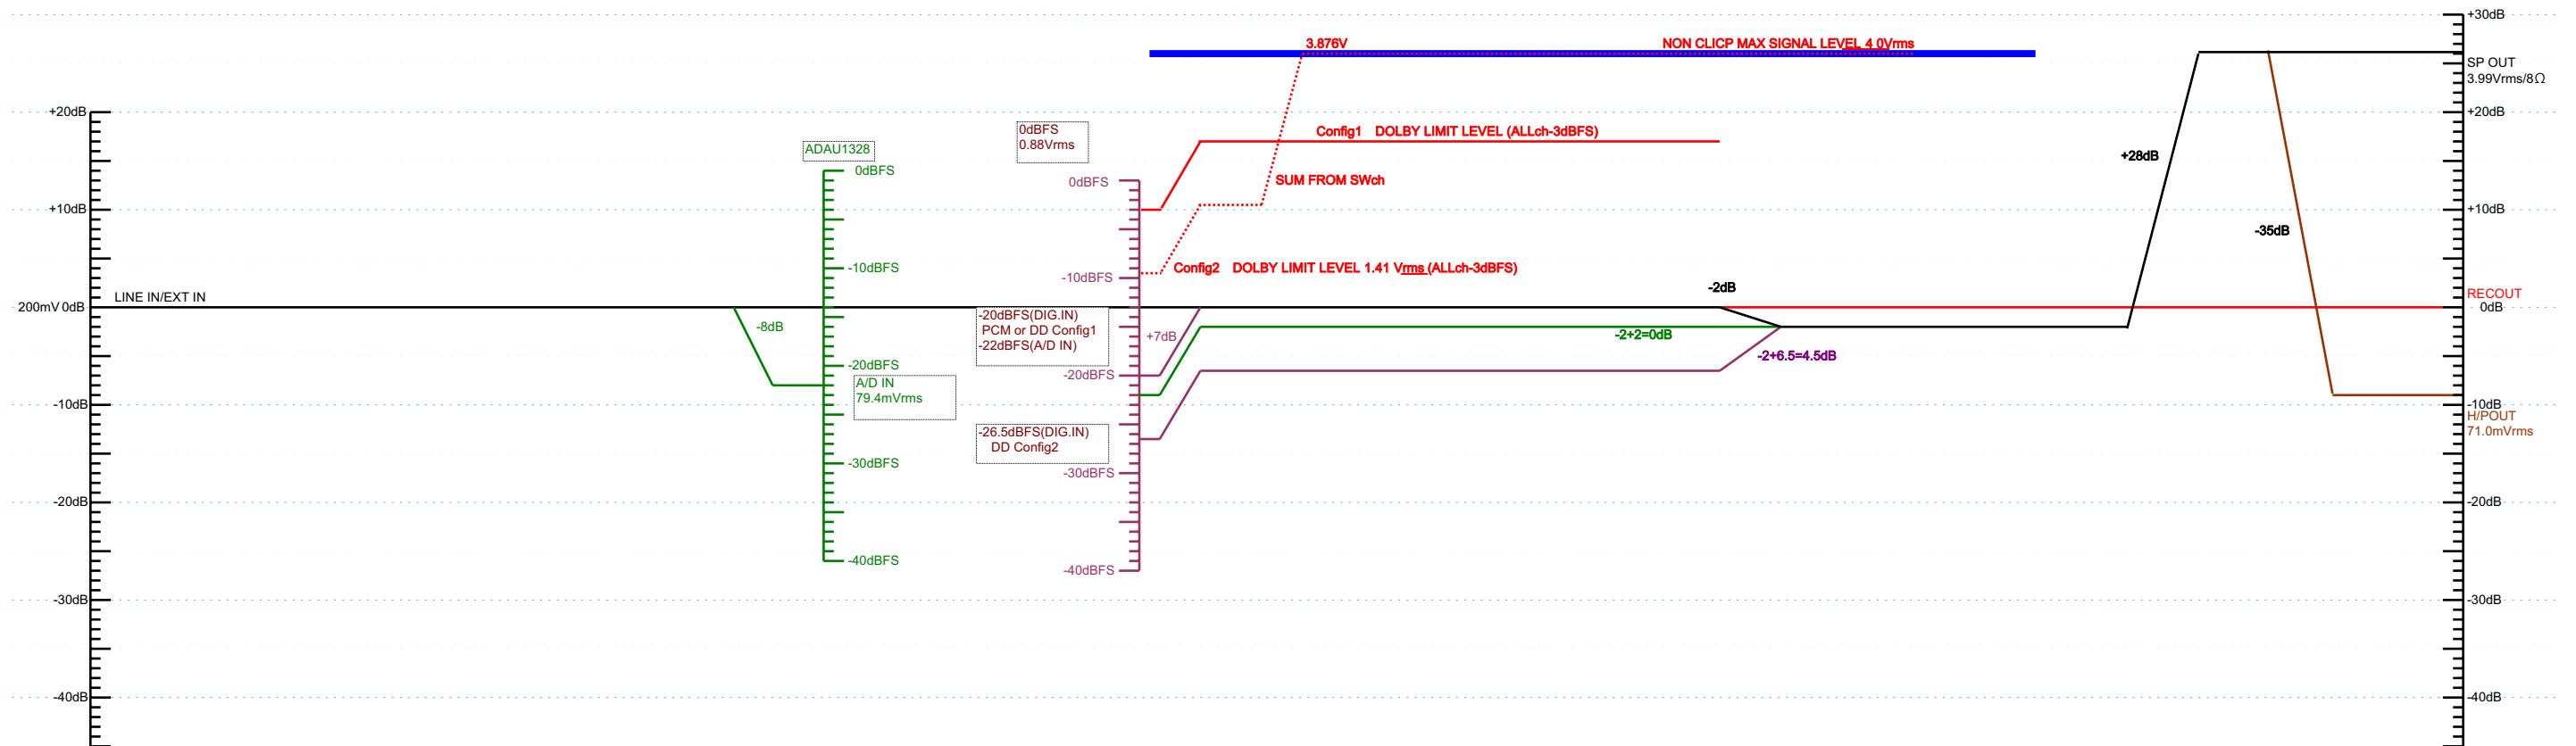 +30dB
3.876V
NON CLICP MAX SIGNAL LEVEL 4 0Vrms
SP OUT
3.99Vrms/8Ω
+20dB
+20dB
0dBFS
0.88Vrms
Config1 DOLBY LIMIT LEVEL (ALLch-3dBFS)
ADAU1328
+28dB
0dBFS
0dBFS
SUM FROM SWch
+10dB
+10dB
-35dB
-10dBFS
-10dBFS
Config2 DOLBY LIMIT LEVEL 1.41 Vrms (ALLch-3dBFS)
-2dB
RECOUT
LINE IN/EXT IN
200mV 0dB
0dB
-20dBFS(DIG.IN)
PCM or DD Config1
-22dBFS(A/D IN)
-8dB
+7dB
-2+2=0dB
-2+6.5=4.5dB
-20dBFS
-20dBFS
A/D IN
79.4mVrms
-10dB
-10dB
H/POUT
71.0mVrms
-26.5dBFS(DIG.IN)
DD Config2
-30dBFS
-30dBFS
-20dB
-20dB
-40dBFS
-40dBFS
-30dB
-30dB
-40dB
-40dB